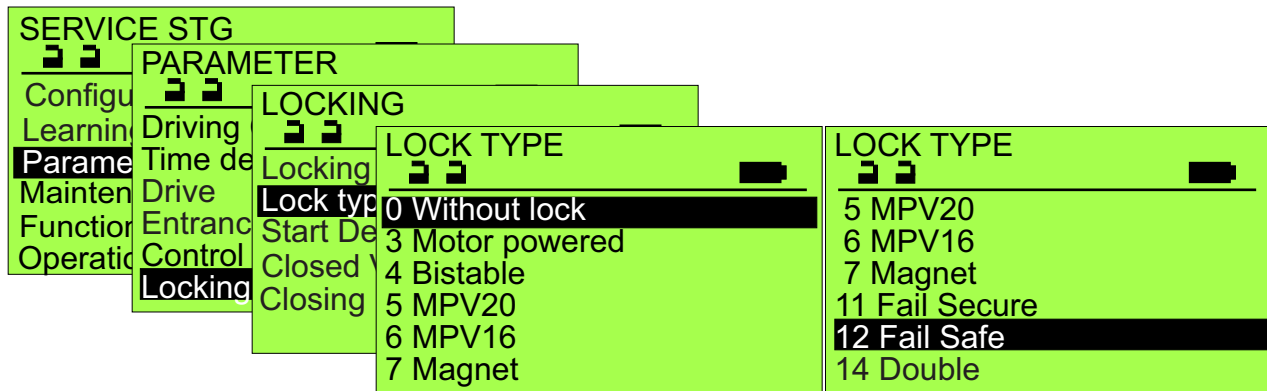 SERVICE STG
Configu
Learning
Parame
Mainten
Function
Operatio
PARAMETER
Driving
Time de
Drive
Entranc
Control
Locking
LOCKING
Locking
Lock typ
Start De
Closed
Closing
LOCK TYPE
0 Without lock
3 Motor powered
4 Bistable
5 MPV20
6 MPV16
7 Magnet
LOCK TYPE
5 MPV20
6 MPV16
7 Magnet
11 Fail Secure
12 Fail Safe
14 Double